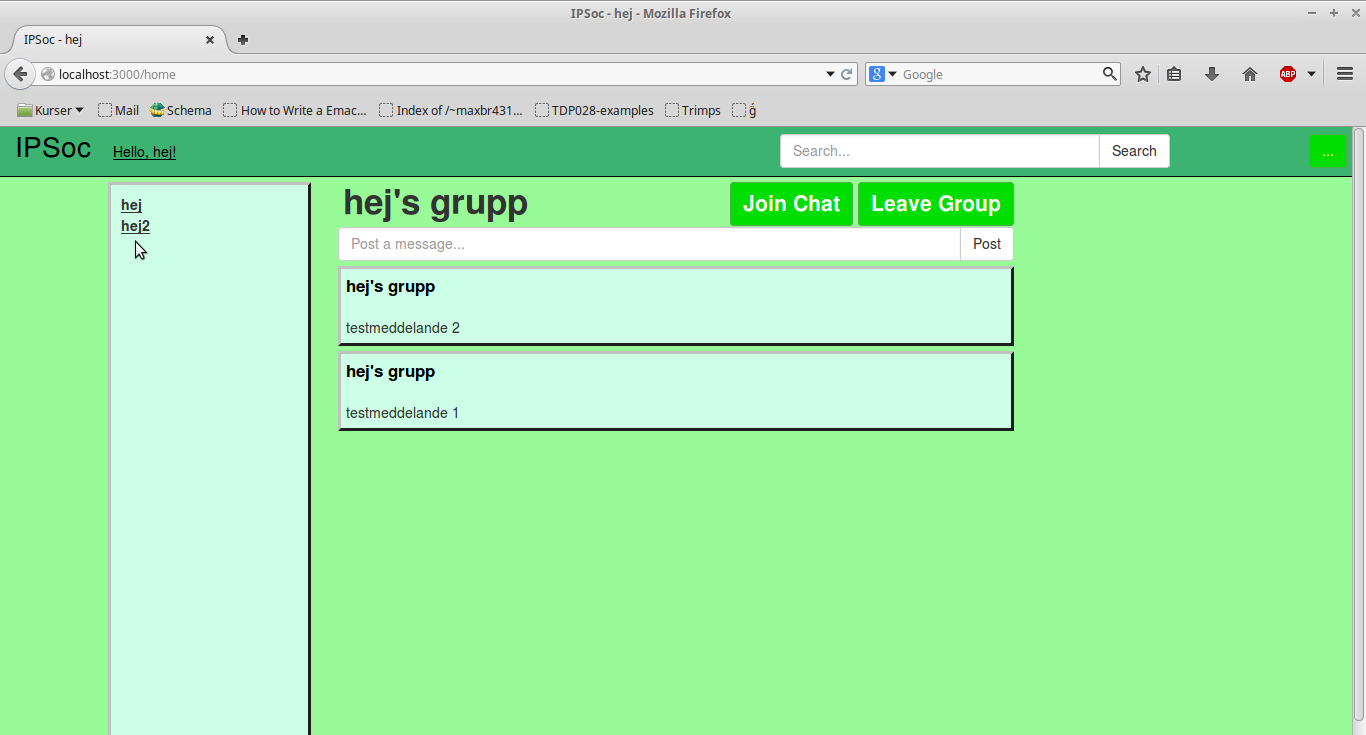 IPSoc - hej - Mozilla Firefox
IPSoc - hej
localhost:3000/home
Google
ABP
Kurser Mail Schema How to Write a Emac... Index of /~maxbr431... TDP028-examples Trimps ǵ
IPSoc Hello, hej! Search... Search ...
hej
hej2
hej's grupp Join Chat Leave Group
Post a message... Post
hej's grupp
testmeddelande 2
hej's grupp
testmeddelande 1